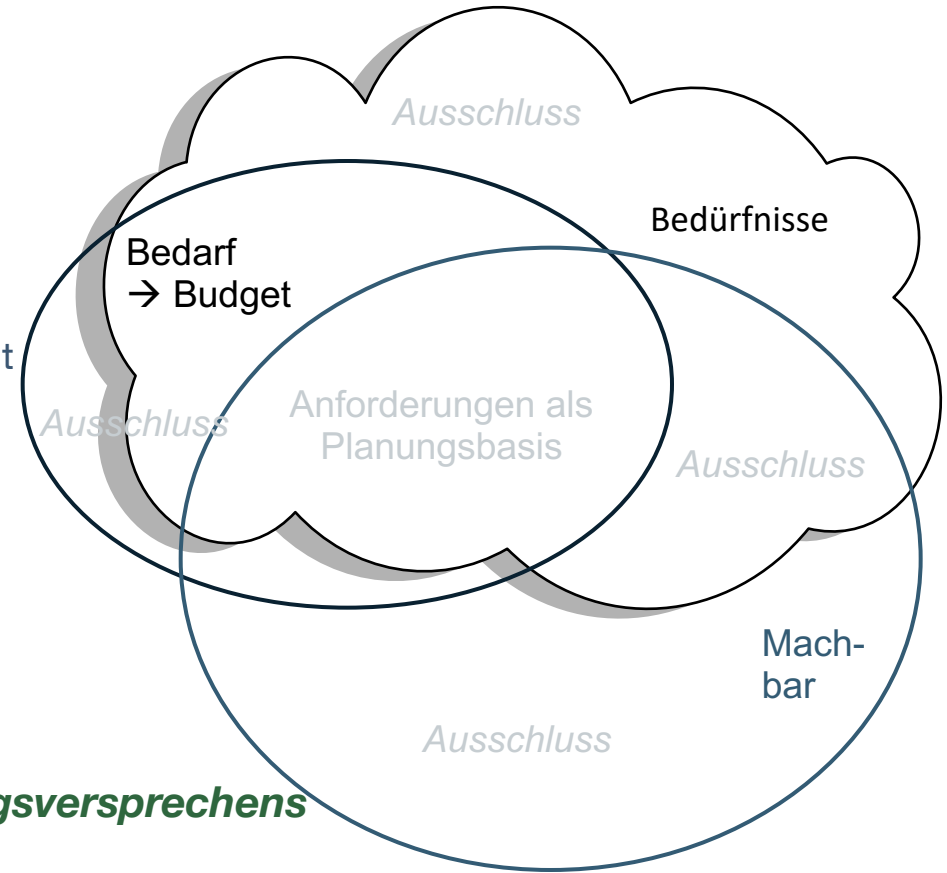 Ausschluss
Bedürfnisse
Bedarf
→ Budget
t
Ausschluss
Anforderungen als
Planungsbasis
Ausschluss
Mach-
bar
Ausschluss
gsversprechens